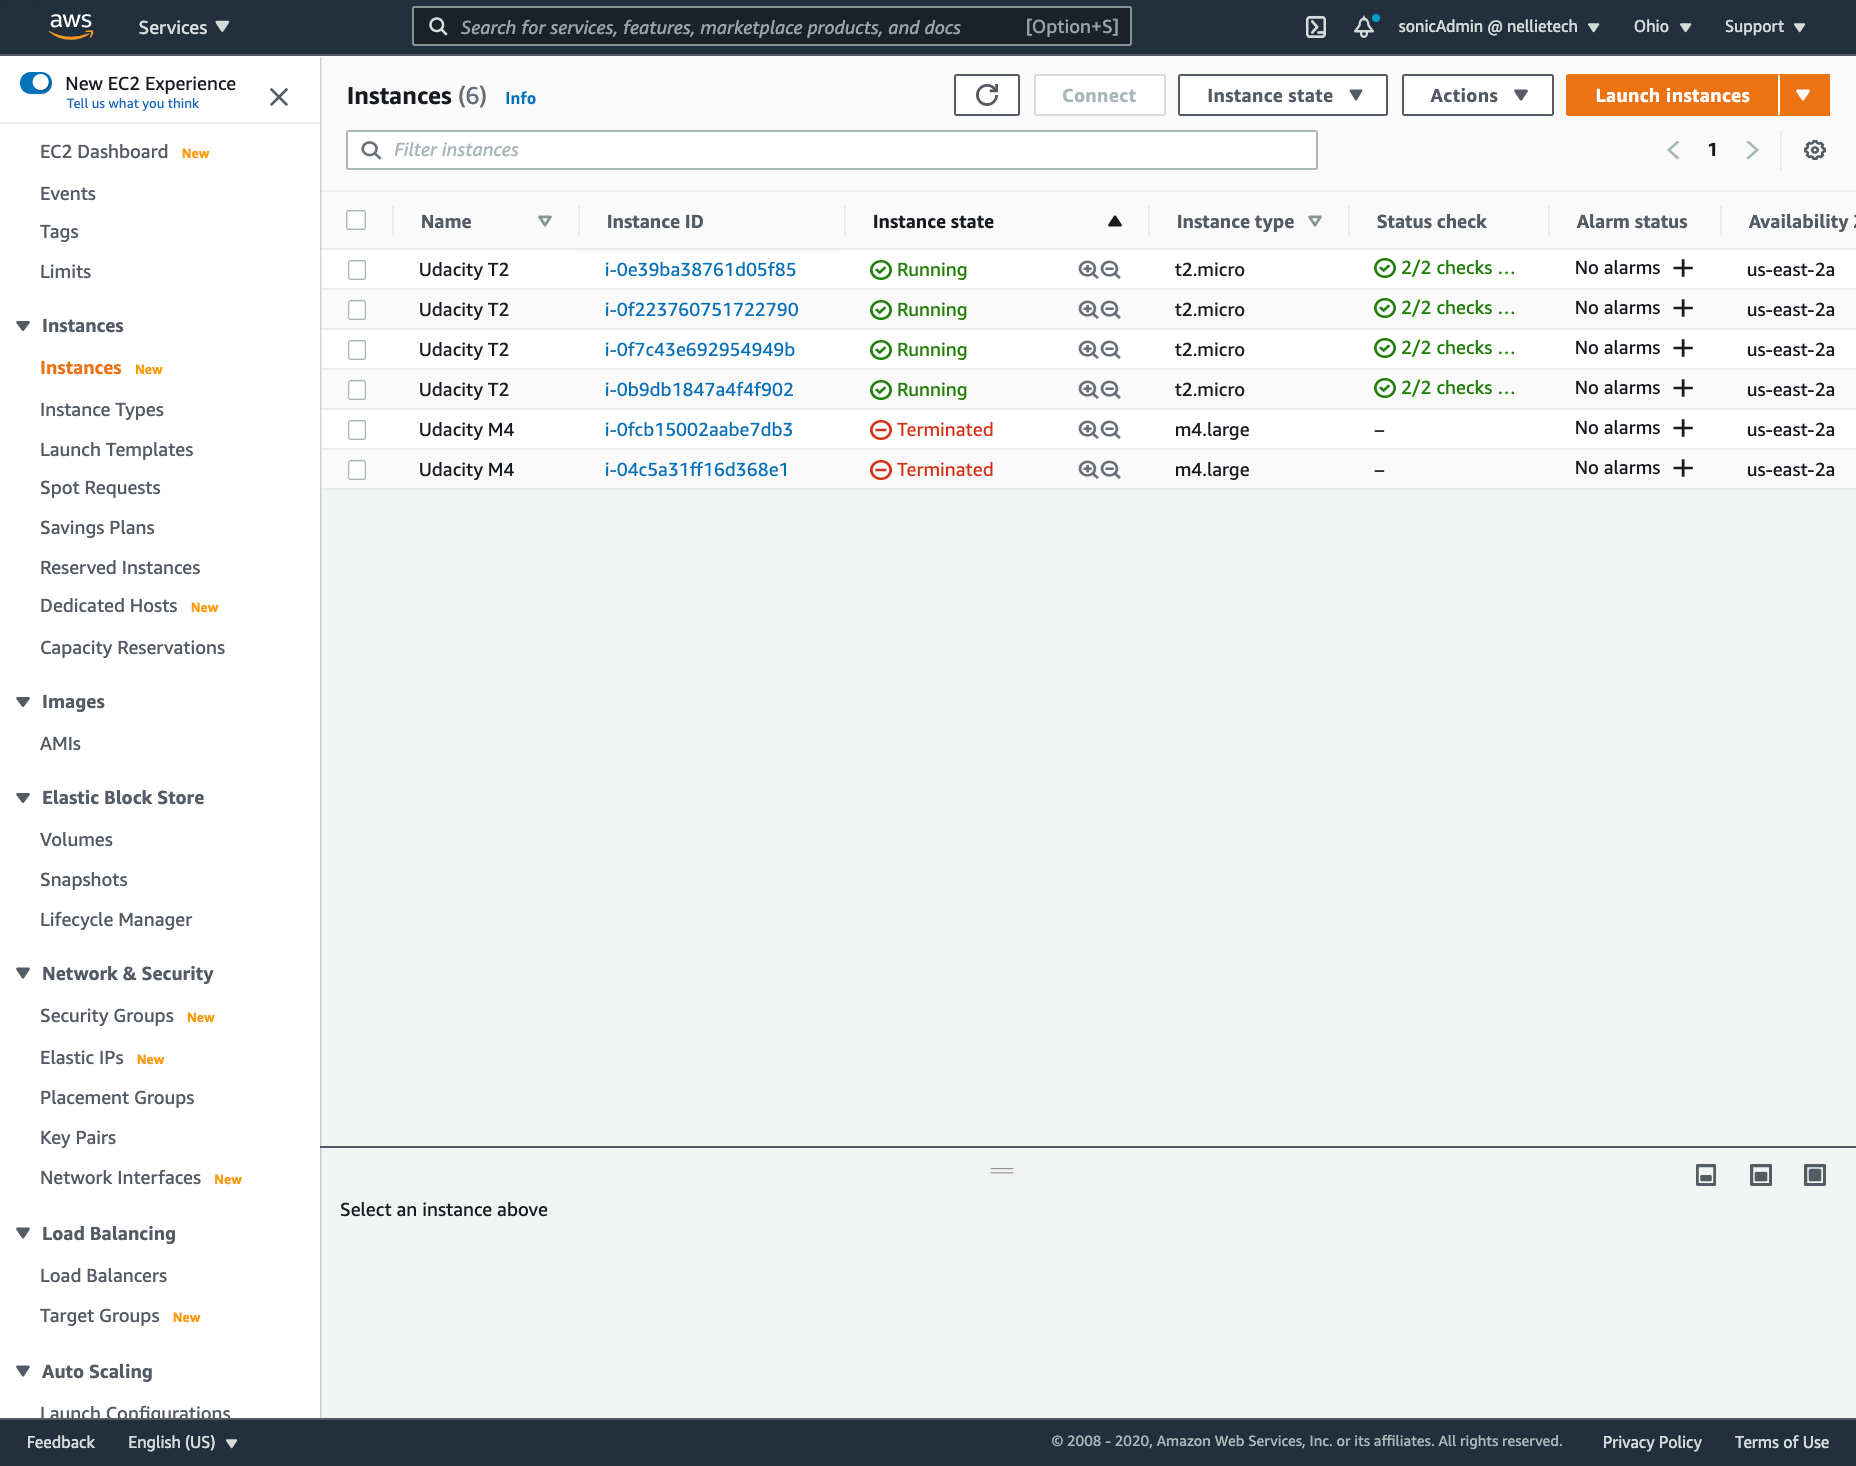 aws Services Search for services, features, marketplace products, and docs [Option+S] sonicAdmin @ nellietech Ohio Support
New EC2 Experience
Tell us what you think
EC2 Dashboard New
Events
Tags
Limits
Instances
Instances New
Instance Types
Launch Templates
Spot Requests
Savings Plans
Reserved Instances
Dedicated Hosts New
Capacity Reservations
Images
AMIs
Elastic Block Store
Volumes
Snapshots
Lifecycle Manager
Network & Security
Security Groups New
Elastic IPs New
Placement Groups
Key Pairs
Network Interfaces New
Load Balancing
Load Balancers
Target Groups New
Auto Scaling
Launch Configurations
Instances (6) Info Connect Instance state Actions Launch instances
Filter instances 1
Name Instance ID Instance state Instance type Status check Alarm status Availability
Udacity T2 i-0e39ba38761d05f85 Running t2.micro 2/2 checks ... No alarms us-east-2a
Udacity T2 i-0f223760751722790 Running t2.micro 2/2 checks ... No alarms us-east-2a
Udacity T2 i-0f7c43e692954949b Running t2.micro 2/2 checks ... No alarms us-east-2a
Udacity T2 i-0b9db1847a4f4f902 Running t2.micro 2/2 checks ... No alarms us-east-2a
Udacity M4 i-0fcb15002aabe7db3 Terminated m4.large – No alarms us-east-2a
Udacity M4 i-04c5a31ff16d368e1 Terminated m4.large – No alarms us-east-2a
Select an instance above
Feedback English (US) © 2008 - 2020, Amazon Web Services, Inc. or its affiliates. All rights reserved. Privacy Policy Terms of Use